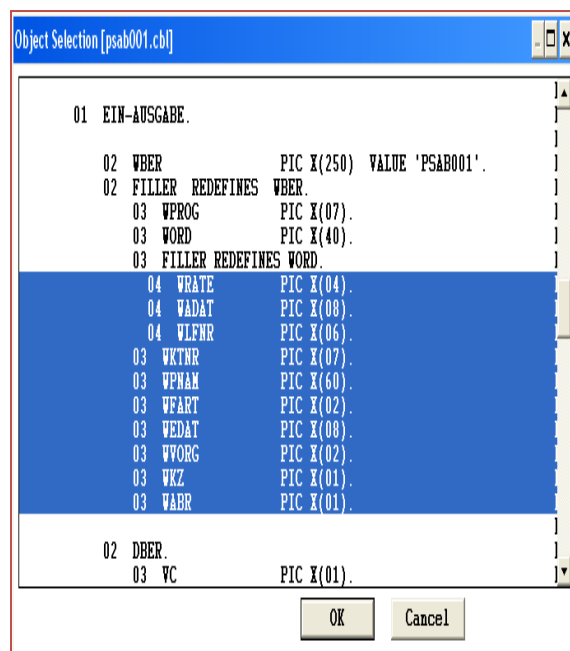 Object Selection [psab001.cbl]
01 EIN-AUSGABE.
02 WBER PIC X(250) VALUE 'PSAB001'.
02 FILLER REDEFINES WBER.
03 WPROG PIC X(07).
03 WORD PIC X(40).
03 FILLER REDEFINES WORD.
04 WRATE PIC X(04).
04 WADAT PIC X(08).
04 WLFNR PIC X(06).
03 WKTNR PIC X(07).
03 WPNAM PIC X(60).
03 WFART PIC X(02).
03 WEDAT PIC X(08).
03 WVORG PIC X(02).
03 WKZ PIC X(01).
03 WABR PIC X(01).
02 DBER.
03 VC PIC X(01).
OK Cancel